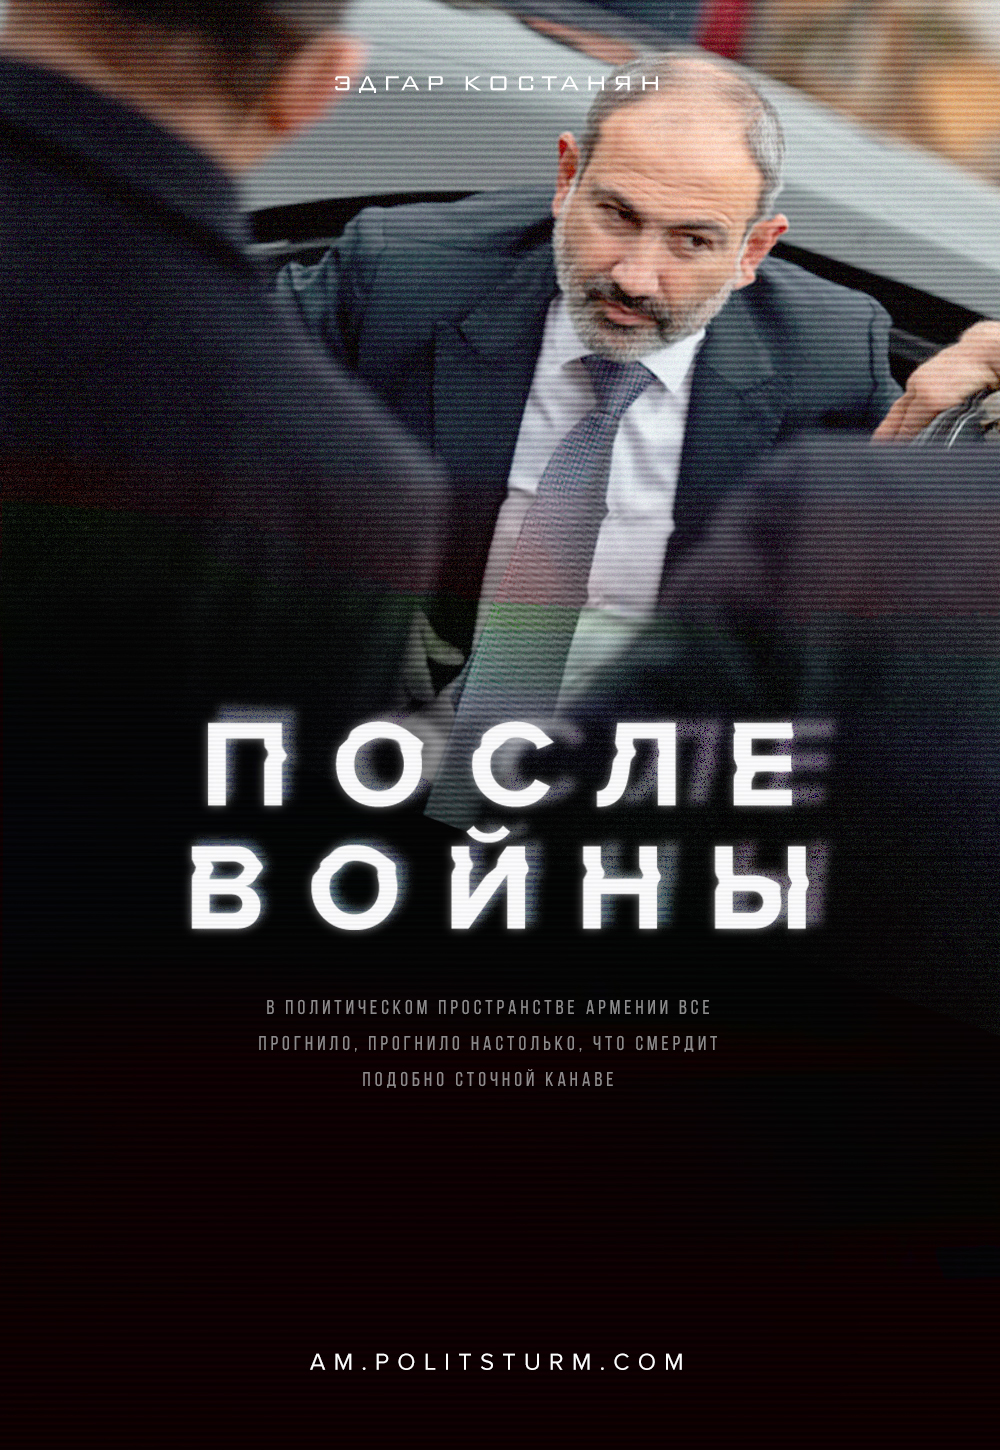 ЭДГАР КОСТАНЯН
ПОСЛЕ
ВОЙНЫ
В ПОЛИТИЧЕСКОМ ПРОСТРАНСТВЕ АРМЕНИИ ВСЕ
ПРОГНИЛО, ПРОГНИЛО НАСТОЛЬКО, ЧТО СМЕРДИТ
ПОДОБНО СТОЧНОЙ КАНАВЕ
AM.POLITSTURM.COM